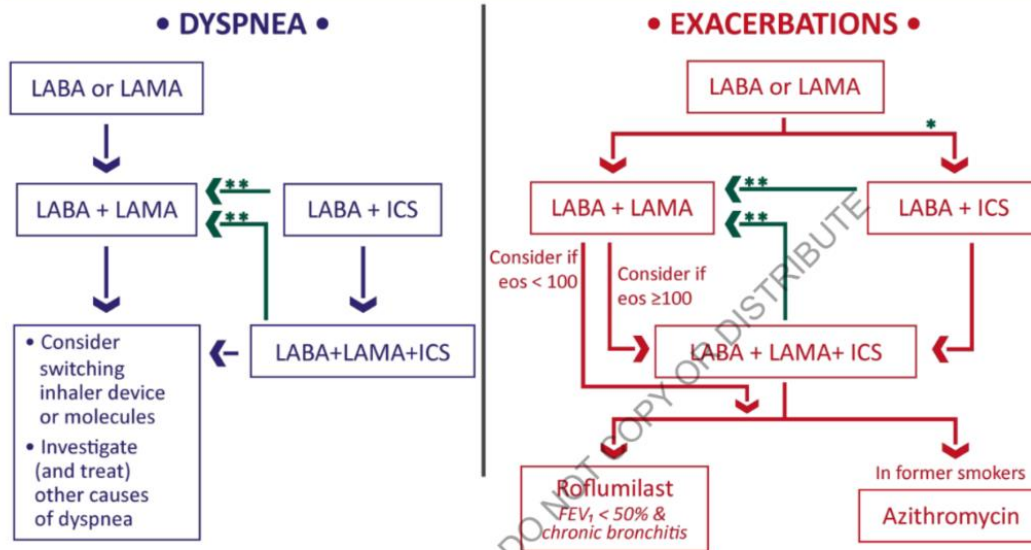 • DYSPNEA •
LABA or LAMA
**
LABA + LAMA
LABA + ICS
**
LABA+LAMA+ICS
• Consider
switching
inhaler device
or molecules
• Investigate
(and treat)
other causes
of dyspnea
• EXACERBATIONS •
LABA or LAMA
*
**
LABA + LAMA
LABA + ICS
**
Consider if
eos < 100
Consider if
eos ≥100
LABA + LAMA+ ICS
Roflumilast
FEV₁ < 50% &
chronic bronchitis
In former smokers
Azithromycin
DO NOT COPY OR DISTRIBUTE